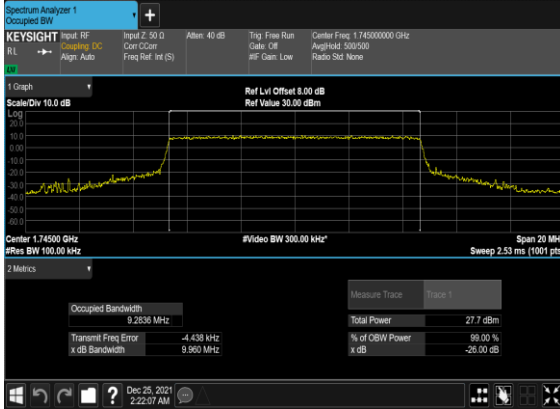 Spectrum Analyzer 1
Occupied BW
KEYSIGHT
RL
Input: RF
Coupling: DC
Align: Auto
Input Z: 50 Ω
Corr CCorr
Freq Ref: Int (S)
Atten: 40 dB
Trig: Free Run
Gate: Off
#IF Gain: Low
Center Freq: 1.745000000 GHz
Avg|Hold: 500/500
Radio Std: None
1 Graph
Scale/Div 10.0 dB
Ref Lvl Offset 8.00 dB
Ref Value 30.00 dBm
Log
20.0
10.0
0.00
-10.0
-20.0
-30.0
-40.0
-50.0
-60.0
Center 1.74500 GHz
#Video BW 300.00 kHz*
Span 20 MH
#Res BW 100.00 kHz
Sweep 2.53 ms (1001 pts
2 Metrics
Measure Trace Trace 1
Occupied Bandwidth
9.2836 MHz
Total Power 27.7 dBm
Transmit Freq Error -4.438 kHz
% of OBW Power 99.00 %
x dB Bandwidth 9.960 MHz
x dB -26.00 dB
?
Dec 25, 2021
2:22:07 AM